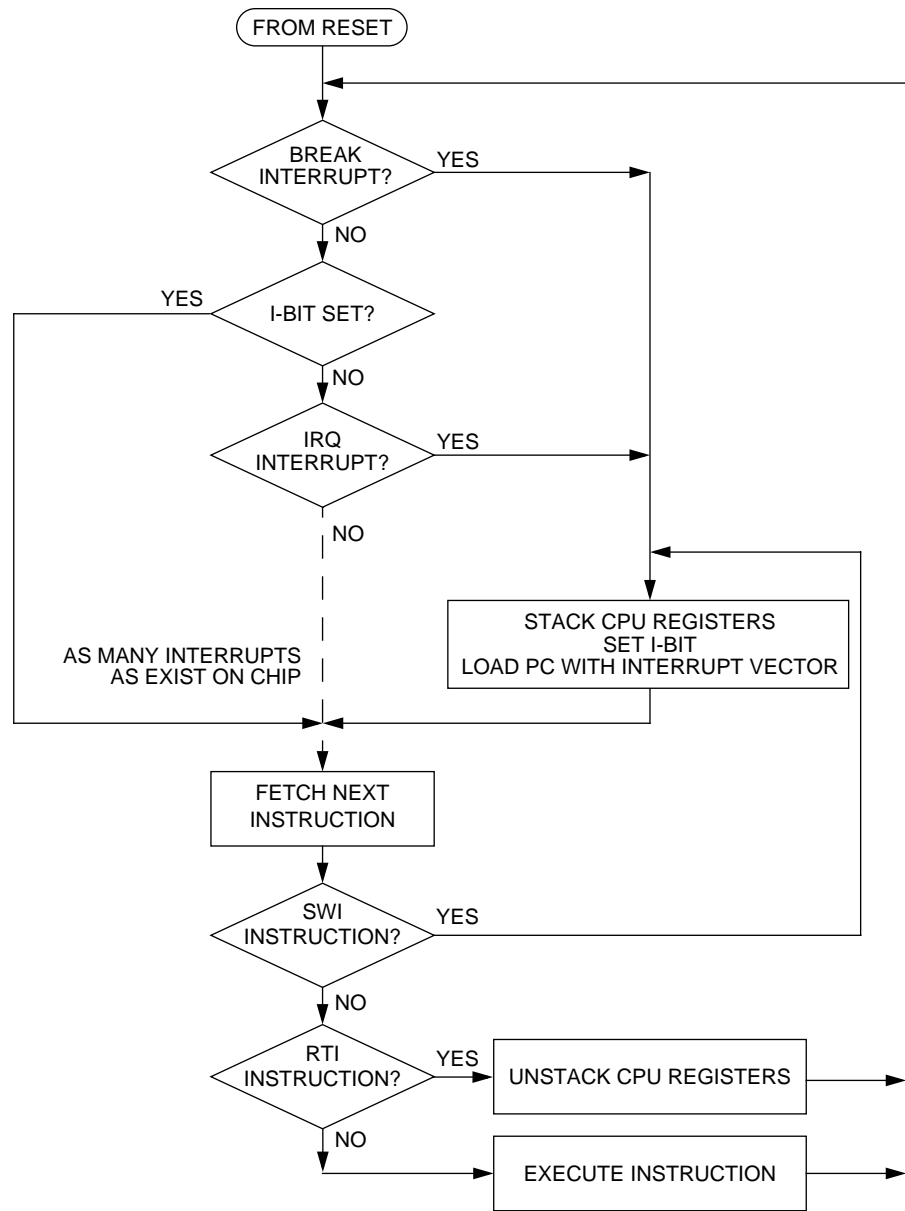 FROM RESET
BREAK
INTERRUPT?
YES
NO
YES
I-BIT SET?
NO
IRQ
INTERRUPT?
YES
NO
STACK CPU REGISTERS
SET I-BIT
LOAD PC WITH INTERRUPT VECTOR
AS MANY INTERRUPTS
AS EXIST ON CHIP
FETCH NEXT
INSTRUCTION
SWI
INSTRUCTION?
YES
NO
RTI
INSTRUCTION?
YES
UNSTACK CPU REGISTERS
NO
EXECUTE INSTRUCTION